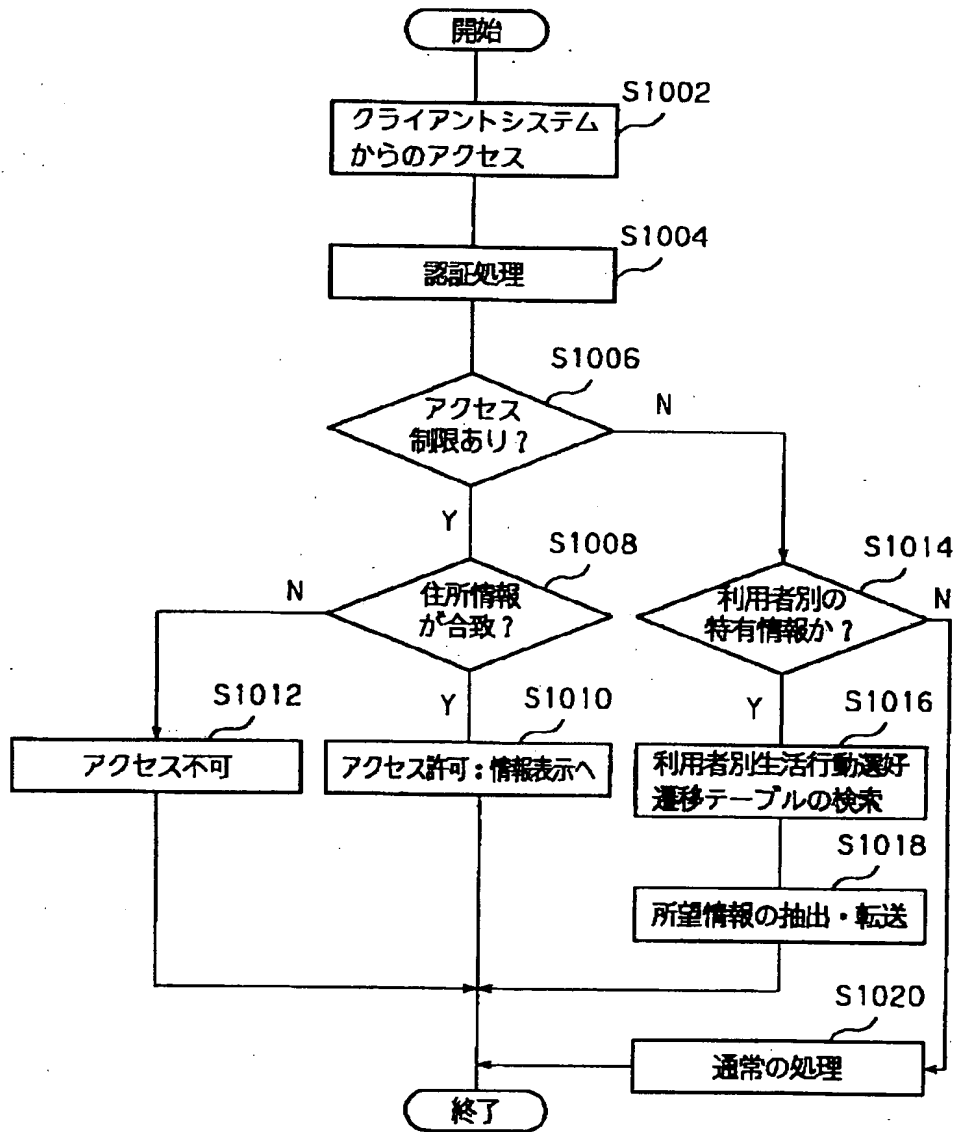 開始
S1002
クライアントシステム
からのアクセス
S1004
認証処理
S1006
アクセス
制限あり?
N
Y
S1008
住所情報
が合致?
N
S1014
利用者別の
特有情報か?
N
S1012
アクセス不可
Y
S1010
アクセス許可:情報表示へ
Y
S1016
利用者別生活行動選好
遷移テーブルの検索
S1018
所望情報の抽出・転送
S1020
通常の処理
終了